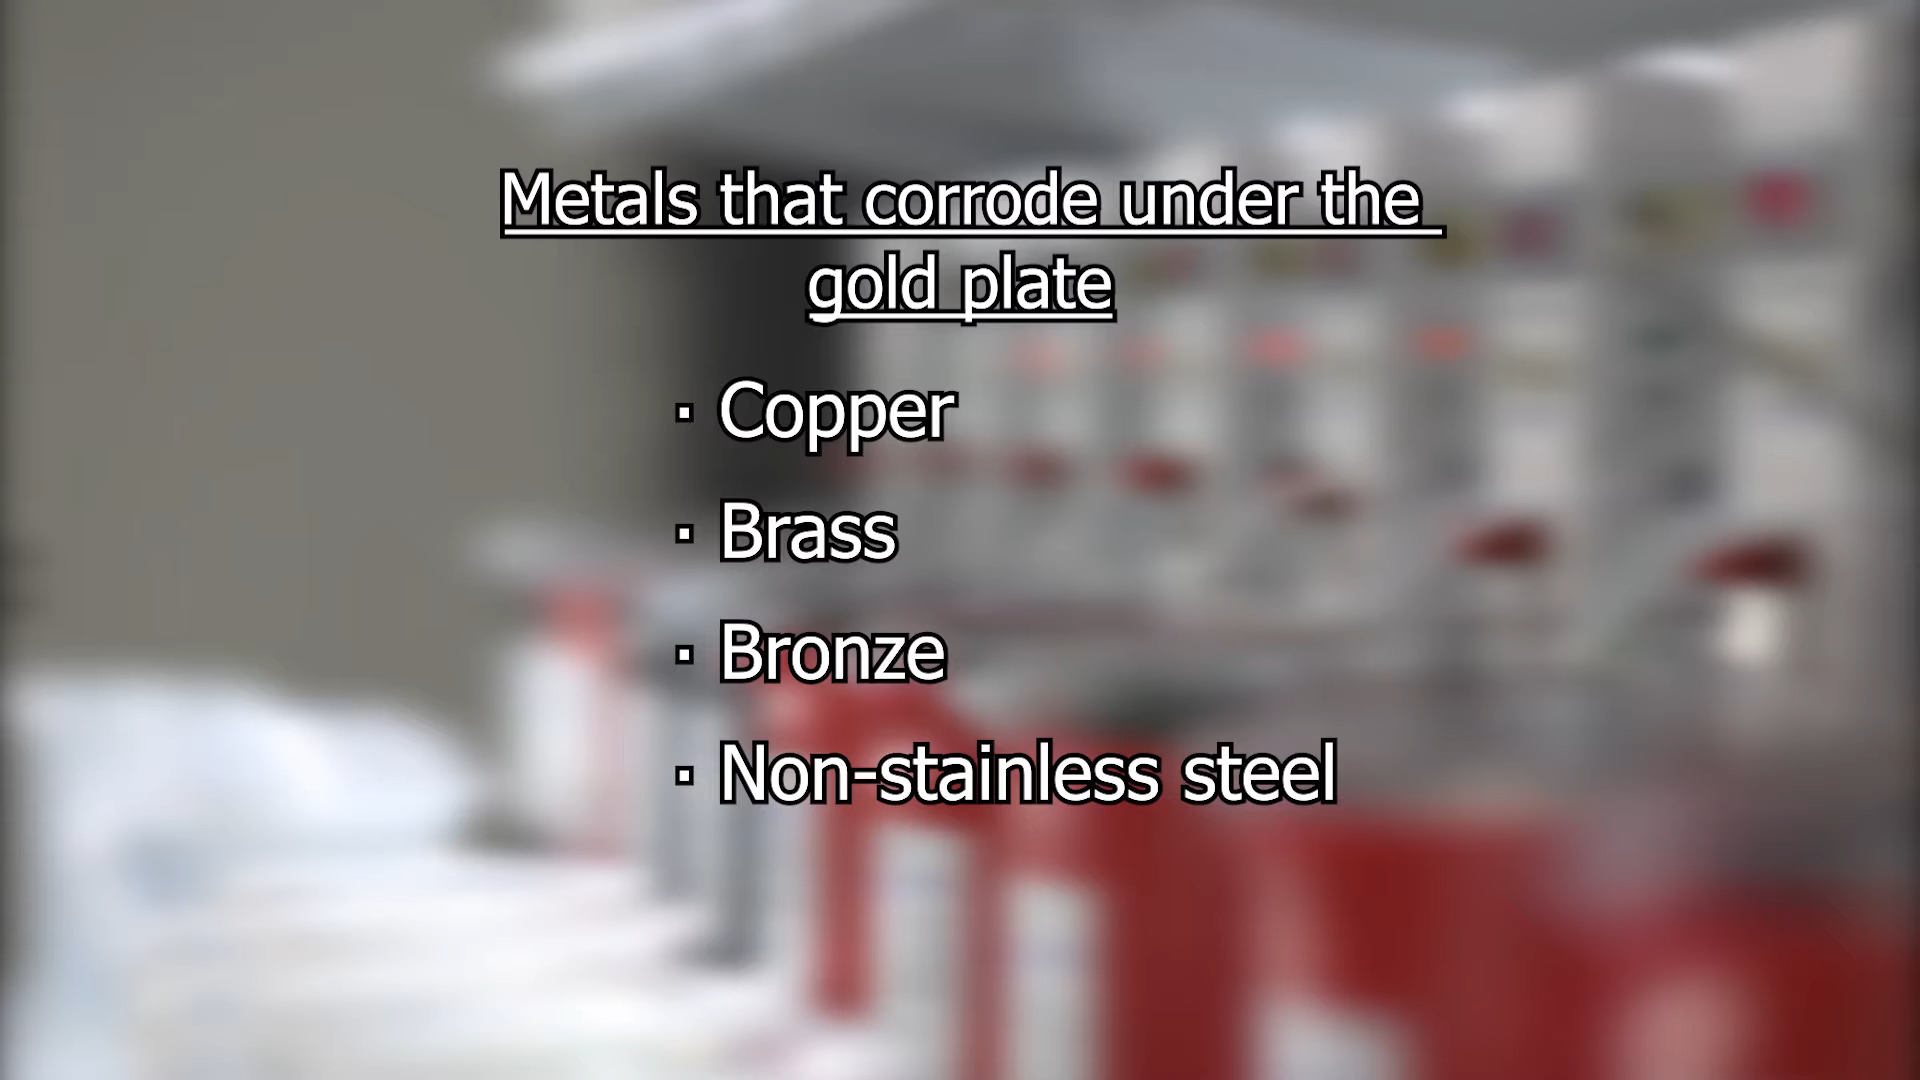 Metals that corrode under the
gold plate
· Copper
· Brass
· Bronze
· Non-stainless steel